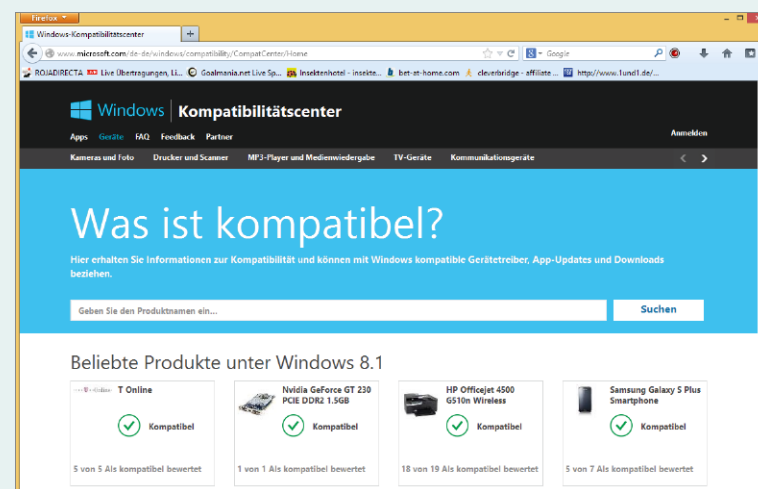 Firefox
Windows-Kompatibilitätscenter
www.microsoft.com/de-de/windows/compatibility/CompatCenter/Home
Google
ROJADIRECTA
Live Übertragungen, Li...
Goalmania.net Live Sp...
Insektenhotel - insekte...
bet-at-home.com
cleverbridge - affiliate ...
http://www.1und1.de/...
Windows Kompatibilitätscenter
Apps Geräte FAQ Feedback Partner
Anmelden
Kameras und Foto Drucker und Scanner MP3-Player und Medienwiedergabe TV-Geräte Kommunikationsgeräte
Was ist kompatibel?
Hier erhalten Sie Informationen zur Kompatibilität und können mit Windows kompatible Gerätetreiber, App-Updates und Downloads
beziehen.
Geben Sie den Produktnamen ein...
Suchen
Beliebte Produkte unter Windows 8.1
T Online
Kompatibel
5 von 5 Als kompatibel bewertet
Nvidia GeForce GT 230
PCIE DDR2 1.5GB
Kompatibel
1 von 1 Als kompatibel bewertet
HP Officejet 4500
G510n Wireless
Kompatibel
18 von 19 Als kompatibel bewertet
Samsung Galaxy S Plus
Smartphone
Kompatibel
5 von 7 Als kompatibel bewertet